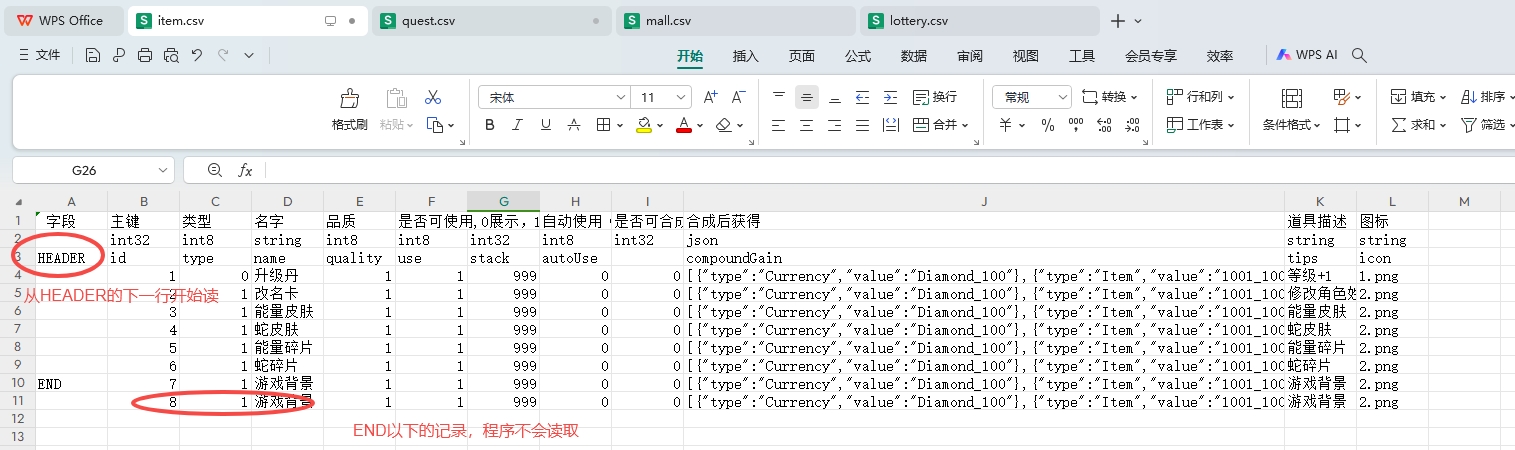 WPS Office item.csv quest.csv mall.csv lottery.csv
文件 开始 插入 页面 公式 数据 审阅 视图 工具 会员专享 效率 WPS AI
宋体 11 换行 常规 转换 行和列 填充 排序
格式刷 粘贴 B I U A A 合并 条件格式 工作表 求和 筛选
G26 fx
A B C D E F G H I J K L M
1 字段 主键 类型 名字 品质 是否可使用,0展示, 1 自动使用 是否可合成 合成后获得 道具描述 图标
2 int32 int8 string int8 int8 int32 int8 int32 json string string
3 HEADER id type name quality use stack autoUse compoundGain tips icon
4 1 0 升级丹 1 1 999 0 0 [{"type":"Currency","value":"Diamond_100"},{"type":"Item","value":"1001_100 等级+1 1.png
从HEADER的下一行开始读
5 2 1 改名卡 1 1 999 0 0 [{"type":"Currency","value":"Diamond_100"},{"type":"Item","value":"1001_100 修改角色 2.png
6 3 1 能量皮肤 1 1 999 0 0 [{"type":"Currency","value":"Diamond_100"},{"type":"Item","value":"1001_100 能量皮肤 2.png
7 4 1 蛇皮肤 1 1 999 0 0 [{"type":"Currency","value":"Diamond_100"},{"type":"Item","value":"1001_100 蛇皮肤 2.png
8 5 1 能量碎片 1 1 999 0 0 [{"type":"Currency","value":"Diamond_100"},{"type":"Item","value":"1001_100 能量碎片 2.png
9 6 1 蛇碎片 1 1 999 0 0 [{"type":"Currency","value":"Diamond_100"},{"type":"Item","value":"1001_100 蛇碎片 2.png
10 END 7 1 游戏背景 1 1 999 0 0 [{"type":"Currency","value":"Diamond_100"},{"type":"Item","value":"1001_100 游戏背景 2.png
11 8 1 游戏背景 1 1 999 0 0 [{"type":"Currency","value":"Diamond_100"},{"type":"Item","value":"1001_100 游戏背景 2.png
12
END以下的记录，程序不会读取
13